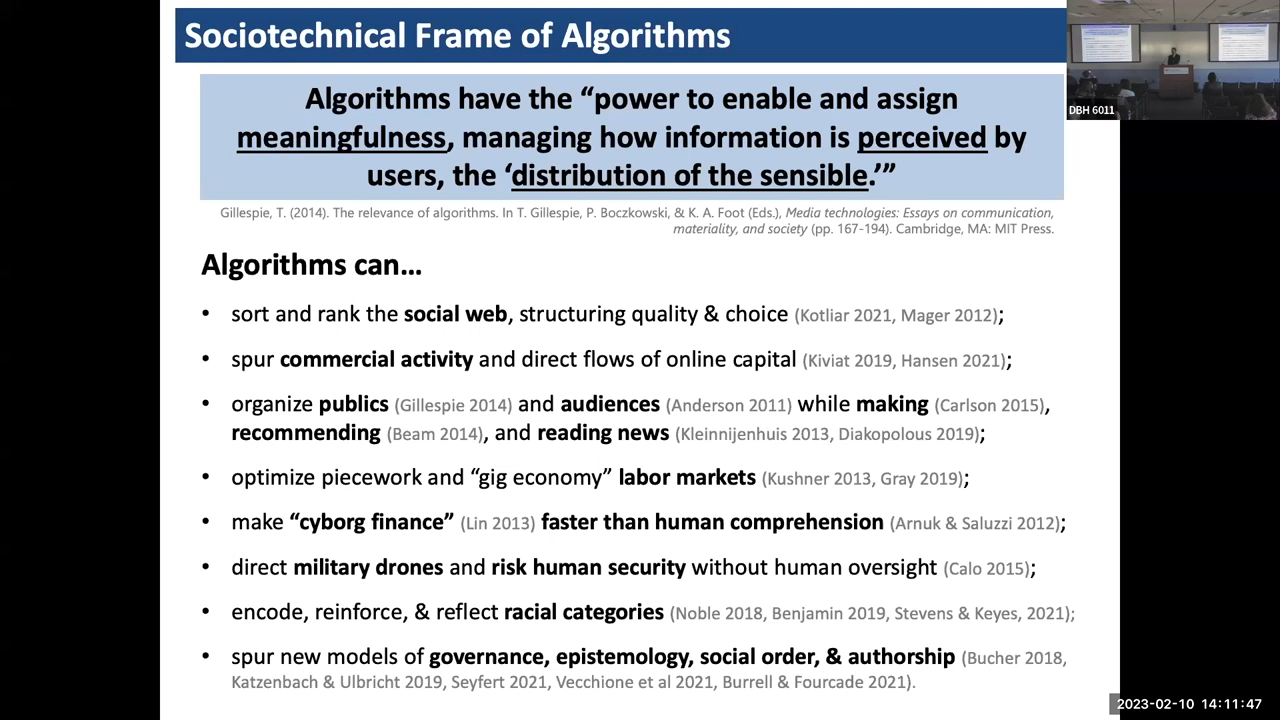 Sociotechnical Frame of Algorithms
DBH 6011
Algorithms have the “power to enable and assign
meaningfulness, managing how information is perceived by
users, the ‘distribution of the sensible.’”
Gillespie, T. (2014). The relevance of algorithms. In T. Gillespie, P. Boczkowski, & K. A. Foot (Eds.), Media technologies: Essays on communication,
materiality, and society (pp. 167-194). Cambridge, MA: MIT Press.
Algorithms can…
• sort and rank the social web, structuring quality & choice (Kotliar 2021, Mager 2012);
• spur commercial activity and direct flows of online capital (Kiviat 2019, Hansen 2021);
• organize publics (Gillespie 2014) and audiences (Anderson 2011) while making (Carlson 2015),
recommending (Beam 2014), and reading news (Kleinnijenhuis 2013, Diakopolous 2019);
• optimize piecework and “gig economy” labor markets (Kushner 2013, Gray 2019);
• make “cyborg finance” (Lin 2013) faster than human comprehension (Arnuk & Saluzzi 2012);
• direct military drones and risk human security without human oversight (Calo 2015);
• encode, reinforce, & reflect racial categories (Noble 2018, Benjamin 2019, Stevens & Keyes, 2021);
• spur new models of governance, epistemology, social order, & authorship (Bucher 2018,
Katzenbach & Ulbricht 2019, Seyfert 2021, Vecchione et al 2021, Burrell & Fourcade 2021).
2023-02-10 14:11:47